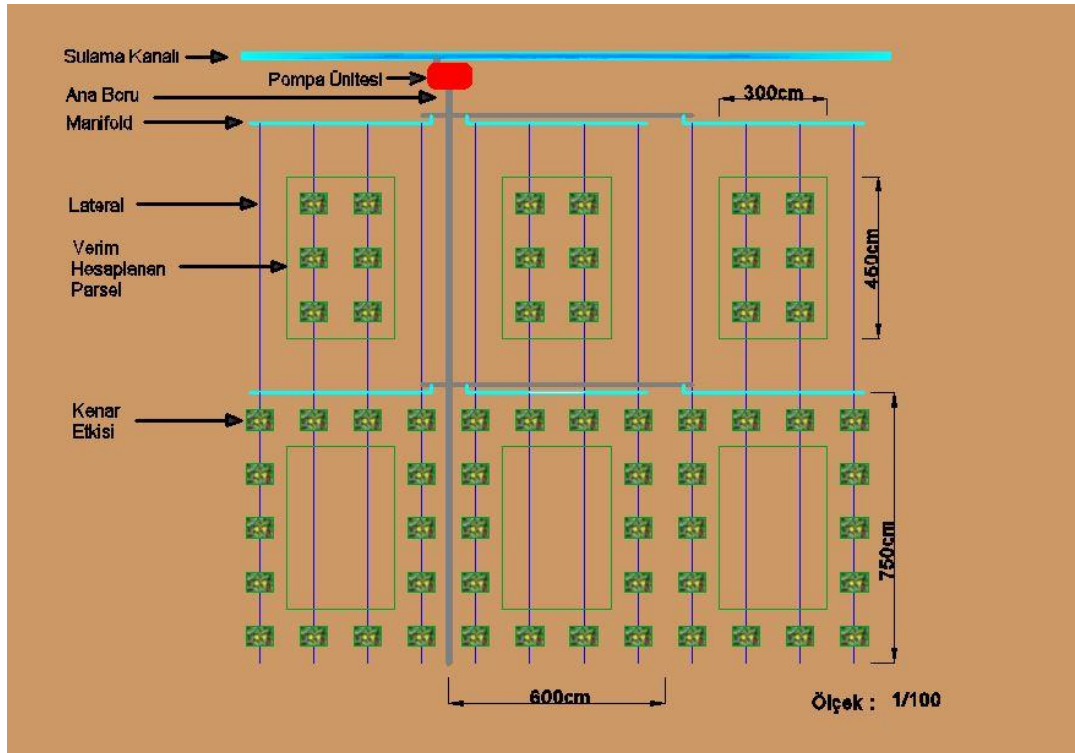 Sulama Kanalı
Pompa Ünitesi
Ana Boru
300cm
Manifold
Lateral
Verim
Hesaplanan
Parsel
450cm
Kenar
Etkisi
750cm
600cm
Ölçek : 1/100